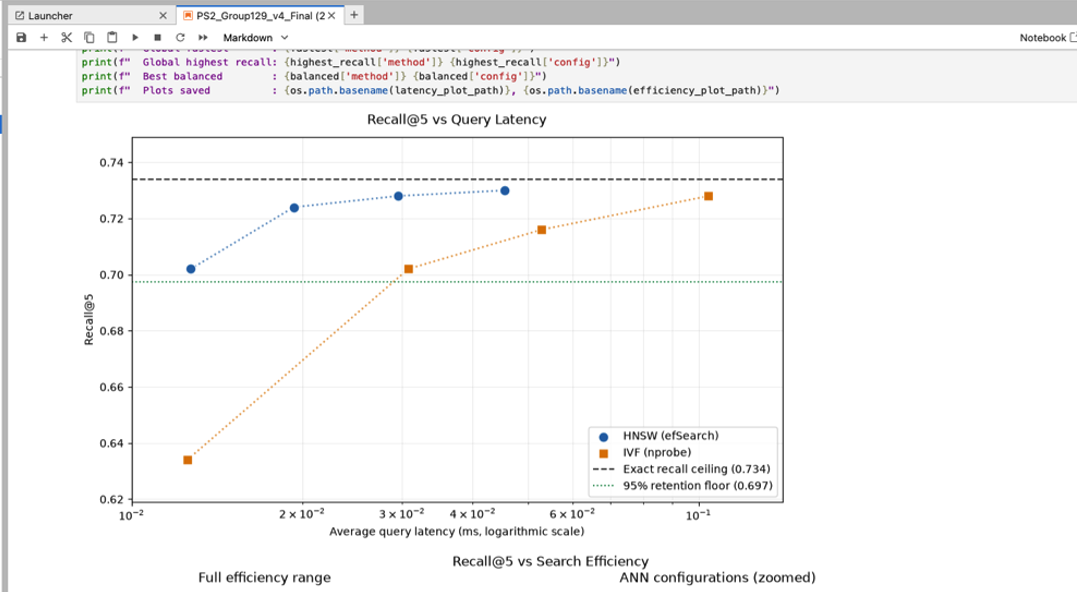 Launcher
PS2_Group129_v4_Final (2
Markdown
Notebook
print(f"  Global highest recall: {highest_recall['method']} {highest_recall['config']}")
print(f"  Best balanced        : {balanced['method']} {balanced['config']}")
print(f"  Plots saved          : {os.path.basename(latency_plot_path)}, {os.path.basename(efficiency_plot_path)}")
Recall@5 vs Query Latency
0.74
0.72
0.70
0.68
0.66
0.64
0.62
Recall@5
HNSW (efSearch)
IVF (nprobe)
Exact recall ceiling (0.734)
95% retention floor (0.697)
10⁻² 2 × 10⁻² 3 × 10⁻² 4 × 10⁻² 6 × 10⁻² 10⁻¹
Average query latency (ms, logarithmic scale)
Recall@5 vs Search Efficiency
Full efficiency range ANN configurations (zoomed)